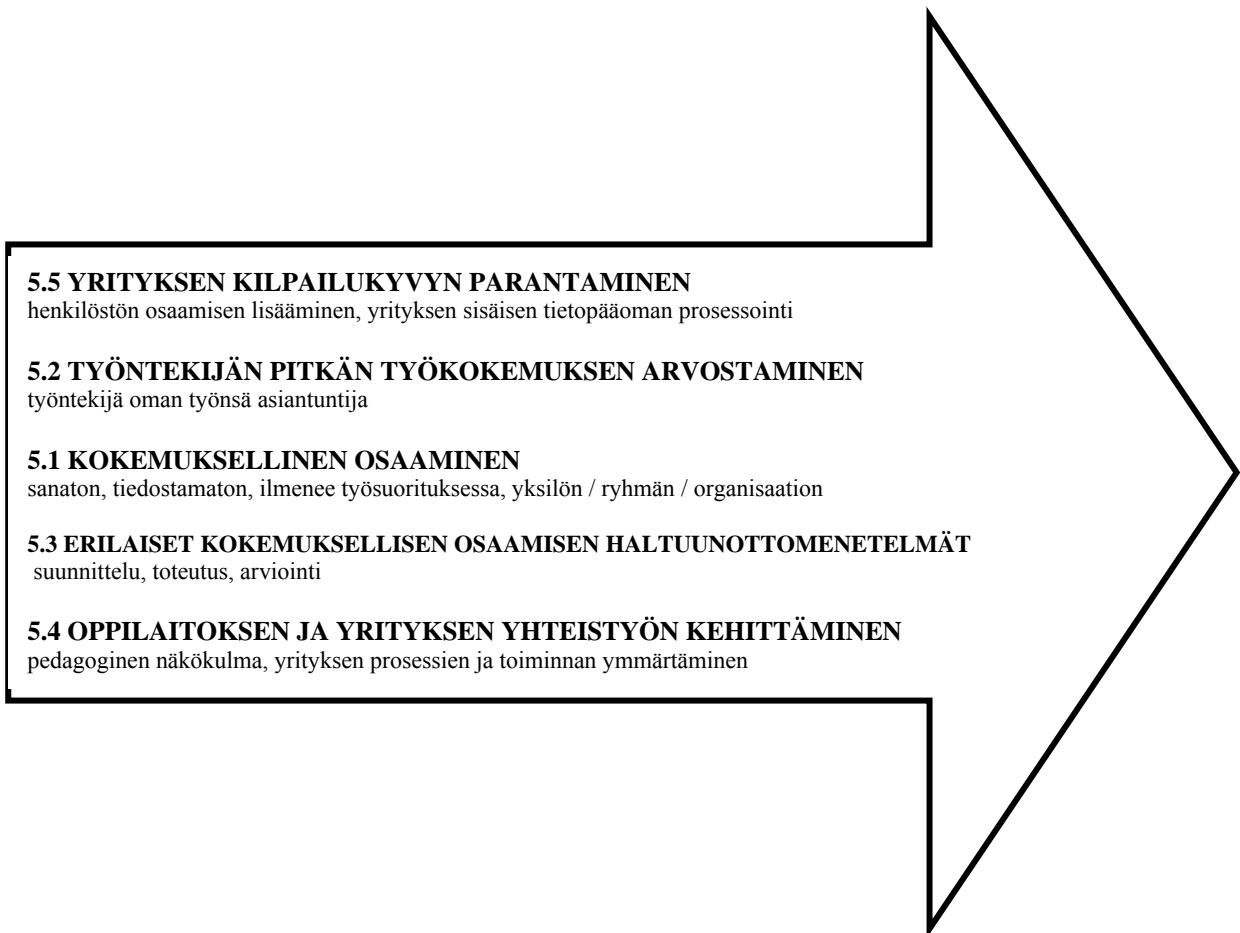 5.5 YRITYKSEN KILPAILUKYVYN PARANTAMINEN
henkilöstön osaamisen lisääminen, yrityksen sisäisen tietopääoman prosessointi
5.2 TYÖNTEKIJÄN PITKÄN TYÖKOKEMUKSEN ARVOSTAMINEN
työntekijä oman työnsä asiantuntija
5.1 KOKEMUKSELLINEN OSAAMINEN
sanaton, tiedostamaton, ilmenee työsuorituksessa, yksilön / ryhmän / organisaation
5.3 ERILAISET KOKEMUKSELLISEN OSAAMISEN HALTUUNOTTOMENETELMÄT
suunnittelu, toteutus, arviointi
5.4 OPPILAITOKSEN JA YRITYKSEN YHTEISTYÖN KEHITTÄMINEN
pedagoginen näkökulma, yrityksen prosessien ja toiminnan ymmärtäminen